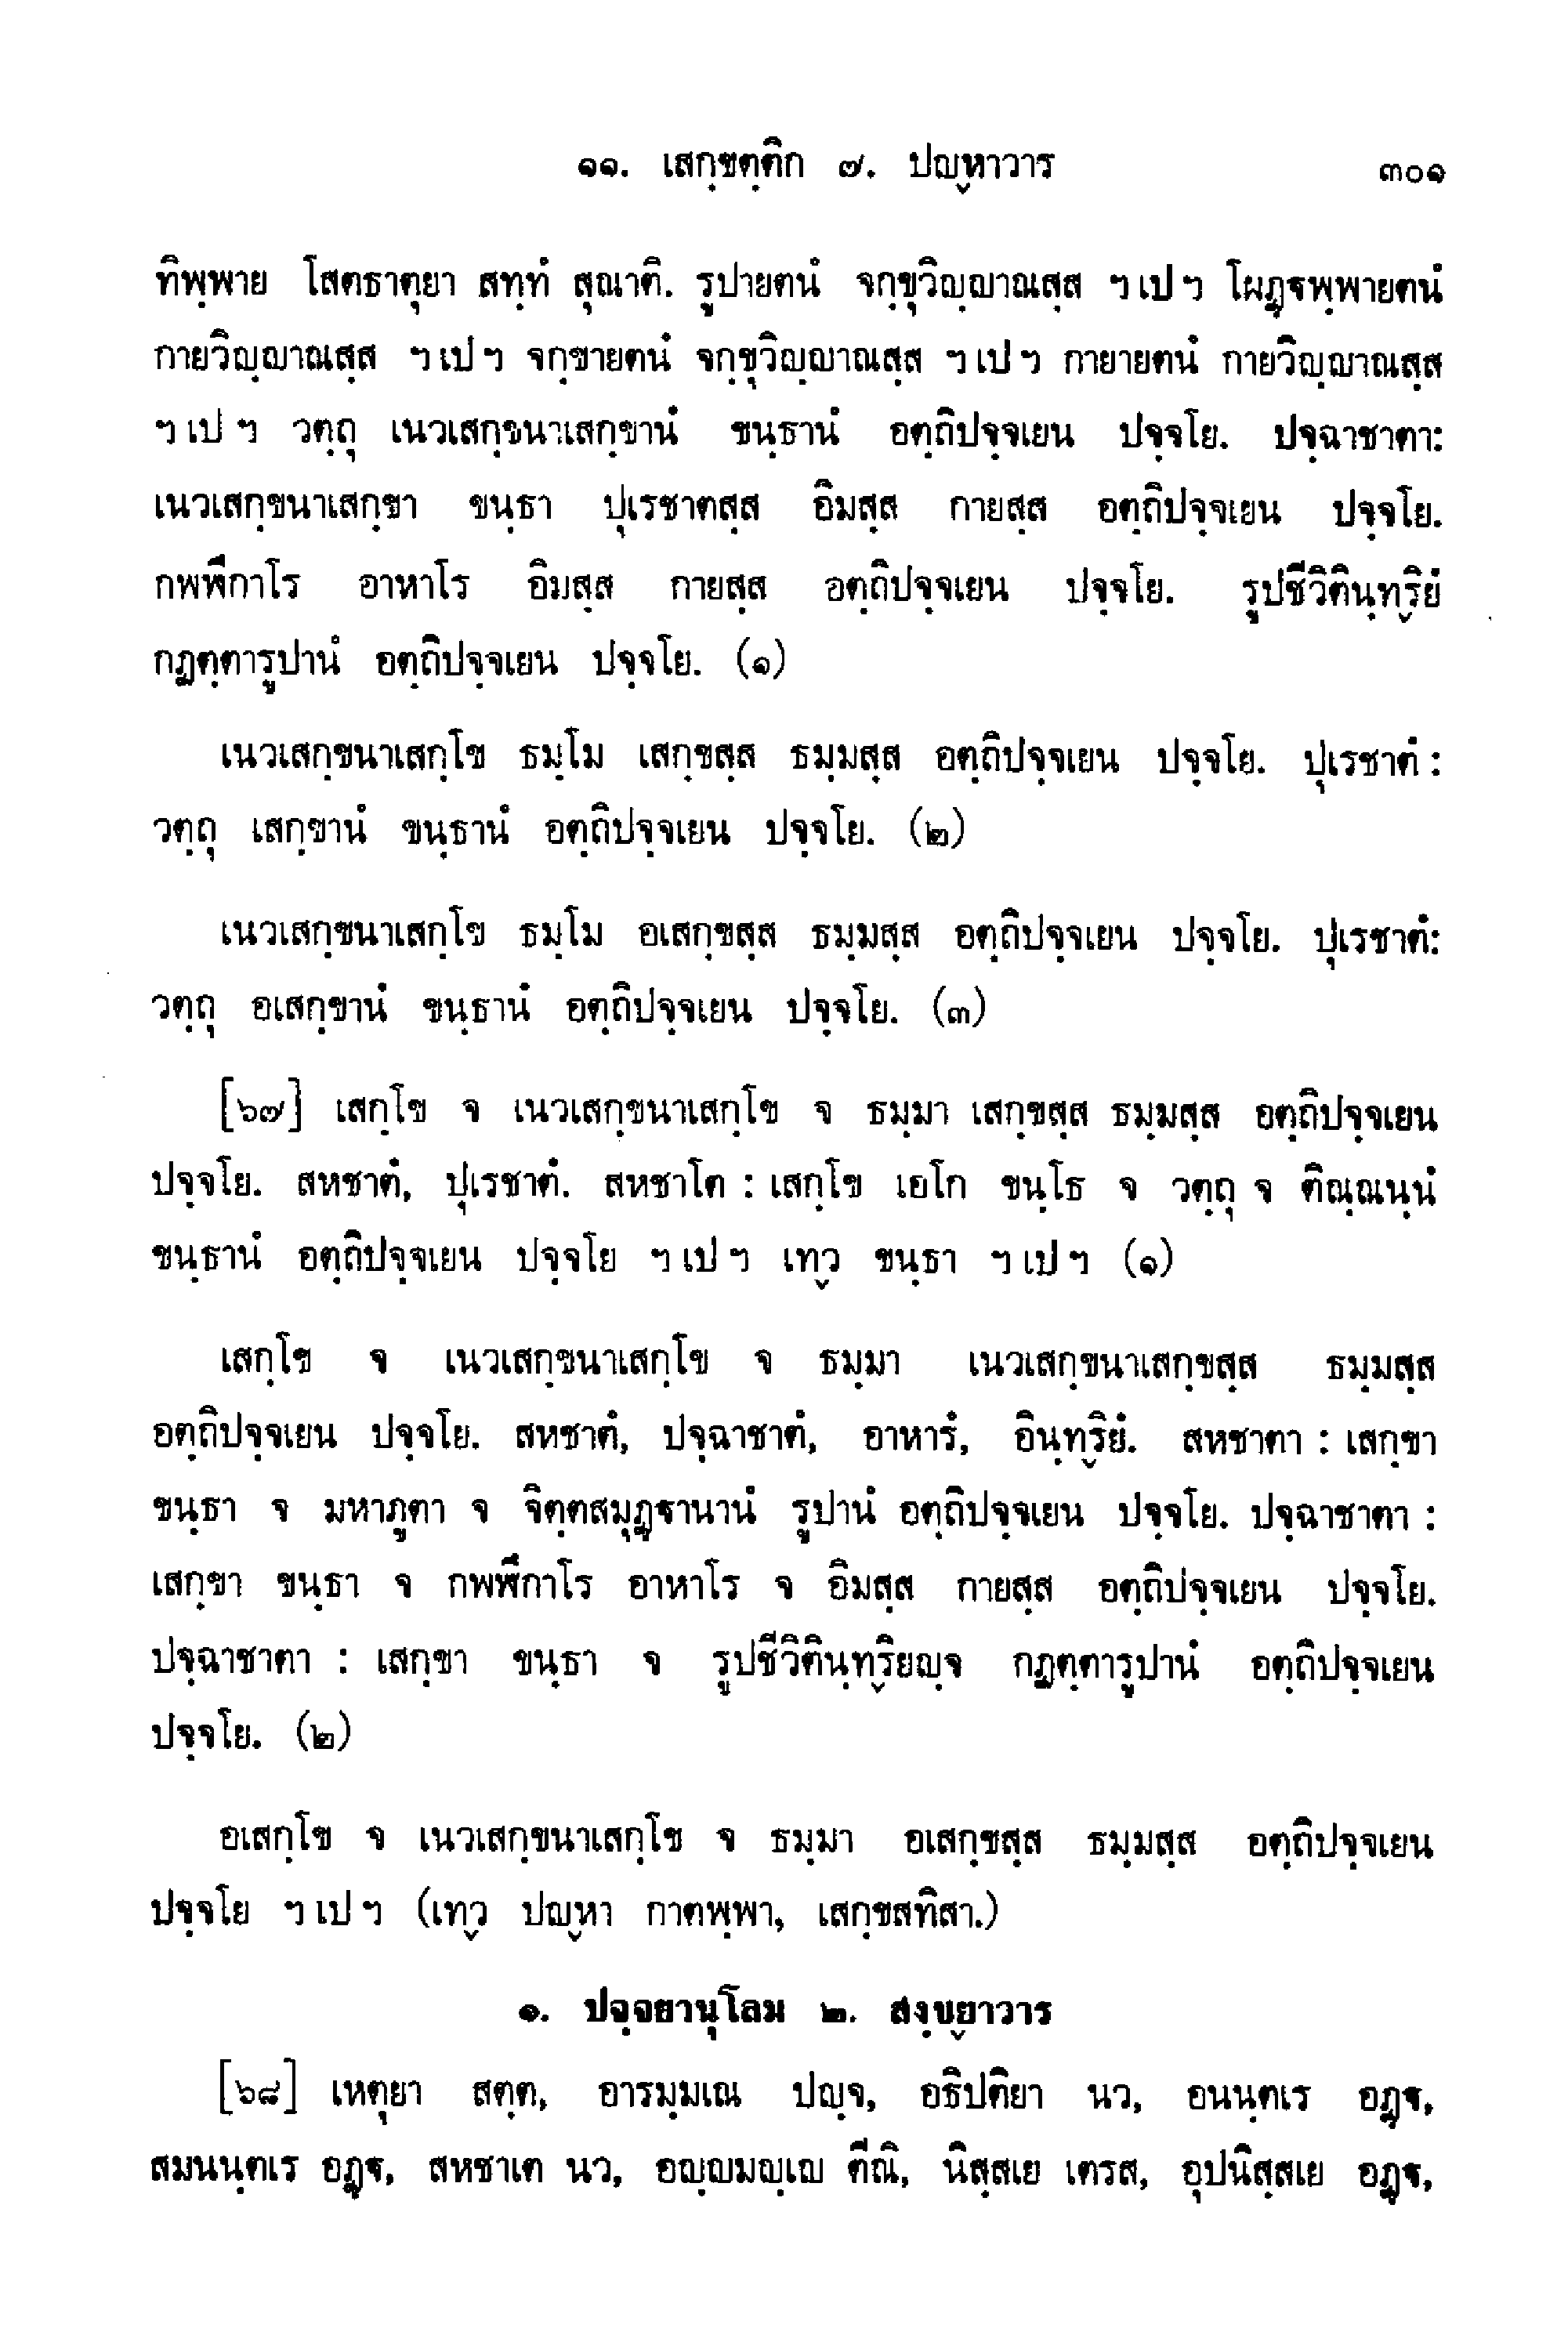 ๑๑. เสกฺขตฺติก ๗. ปญฺหาวาร ๓๐๑
ทิพฺพาย โสตธาตุยา สทฺทํ สุณาติ. รูปายตนํ จกฺขุวิญฺญาณสฺส ฯ เป ฯ โผฏฺฐพฺพายตนํ
กายวิญฺญาณสฺส ฯ เป ฯ จกฺขายตนํ จกฺขุวิญฺญาณสฺส ฯ เป ฯ กายายตนํ กายวิญฺญาณสฺส
ฯ เป ฯ วตฺถุ เนวเสกฺขนาเสกฺขานํ ขนฺธานํ อตฺถิปจฺจเยน ปจฺจโย. ปจฺฉาชาตา:
เนวเสกฺขนาเสกฺขา ขนฺธา ปุเรชาตสฺส อิมสฺส กายสฺส อตฺถิปจฺจเยน ปจฺจโย.
กพฬีกาโร อาหาโร อิมสฺส กายสฺส อตฺถิปจฺจเยน ปจฺจโย. รูปชีวิตินฺทฺริยํ
กฏตฺตารูปานํ อตฺถิปจฺจเยน ปจฺจโย. (๑)
เนวเสกฺขนาเสกฺโข ธมฺโม เสกฺขสฺส ธมฺมสฺส อตฺถิปจฺจเยน ปจฺจโย. ปุเรชาตํ :
วตฺถุ เสกฺขานํ ขนฺธานํ อตฺถิปจฺจเยน ปจฺจโย. (๒)
เนวเสกฺขนาเสกฺโข ธมฺโม อเสกฺขสฺส ธมฺมสฺส อตฺถิปจฺจเยน ปจฺจโย. ปุเรชาตํ:
วตฺถุ อเสกฺขานํ ขนฺธานํ อตฺถิปจฺจเยน ปจฺจโย. (๓)
[๖๗] เสกฺโข จ เนวเสกฺขนาเสกฺโข จ ธมฺมา เสกฺขสฺส ธมฺมสฺส อตฺถิปจฺจเยน
ปจฺจโย. สหชาตํ, ปุเรชาตํ. สหชาโต : เสกฺโข เอโก ขนฺโธ จ วตฺถุ จ ติณฺณนฺนํ
ขนฺธานํ อตฺถิปจฺจเยน ปจฺจโย ฯ เป ฯ เทฺว ขนฺธา ฯ เป ฯ (๑)
เสกฺโข จ เนวเสกฺขนาเสกฺโข จ ธมฺมา เนวเสกฺขนาเสกฺขสฺส ธมฺมสฺส
อตฺถิปจฺจเยน ปจฺจโย. สหชาตํ, ปจฺฉาชาตํ, อาหารํ, อินฺทฺริยํ. สหชาตา : เสกฺขา
ขนฺธา จ มหาภูตา จ จิตฺตสมุฏฺฐานานํ รูปานํ อตฺถิปจฺจเยน ปจฺจโย. ปจฺฉาชาตา :
เสกฺขา ขนฺธา จ กพฬีกาโร อาหาโร จ อิมสฺส กายสฺส อตฺถิปจฺจเยน ปจฺจโย.
ปจฺฉาชาตา : เสกฺขา ขนฺธา จ รูปชีวิตินฺทฺริยญฺจ กฏตฺตารูปานํ อตฺถิปจฺจเยน
ปจฺจโย. (๒)
อเสกฺโข จ เนวเสกฺขนาเสกฺโข จ ธมฺมา อเสกฺขสฺส ธมฺมสฺส อตฺถิปจฺจเยน
ปจฺจโย ฯ เป ฯ (เทฺว ปญฺหา กาตพฺพา, เสกฺขสทิสา.)
๑. ปจฺจยานุโลม ๒. สงฺขฺยาวาร
[๖๘] เหตุยา สตฺต, อารมฺมเณ ปญฺจ, อธิปติยา นว, อนนฺตเร อฏฺฐ,
สมนนฺตเร อฏฺฐ, สหชาเต นว, อญฺญมญฺเญ ตีณิ, นิสฺสเย เตรส, อุปนิสฺสเย อฏฺฐ,